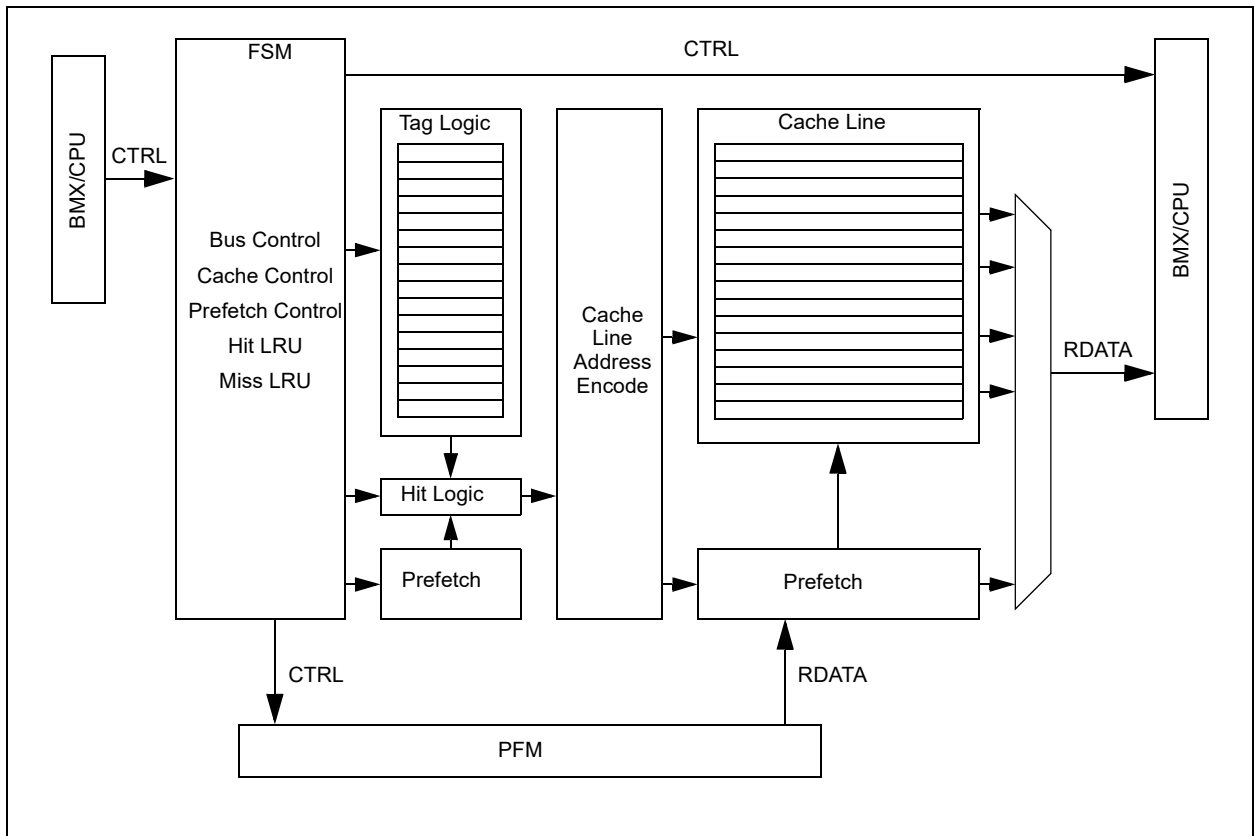 FSM
CTRL
BMX/CPU
CTRL
Tag Logic
Cache Line
BMX/CPU
Bus Control
Cache Control
Prefetch Control
Hit LRU
Miss LRU
Cache
Line
Address
Encode
RDATA
Hit Logic
Prefetch
Prefetch
CTRL
RDATA
PFM